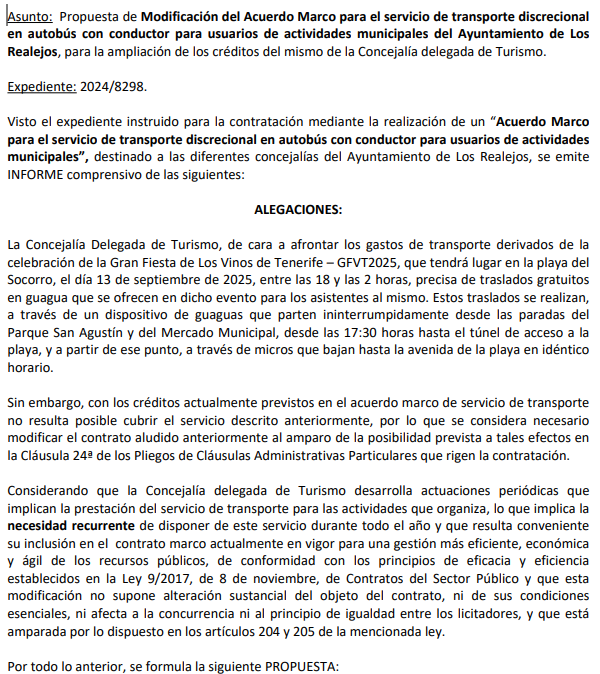 Asunto: Propuesta de Modificación del Acuerdo Marco para el servicio de transporte discrecional
en autobús con conductor para usuarios de actividades municipales del Ayuntamiento de Los
Realejos, para la ampliación de los créditos del mismo de la Concejalía delegada de Turismo.
Expediente: 2024/8298.
Visto el expediente instruido para la contratación mediante la realización de un “Acuerdo Marco
para el servicio de transporte discrecional en autobús con conductor para usuarios de actividades
municipales”, destinado a las diferentes concejalías del Ayuntamiento de Los Realejos, se emite
INFORME comprensivo de las siguientes:
ALEGACIONES:
La Concejalía Delegada de Turismo, de cara a afrontar los gastos de transporte derivados de la
celebración de la Gran Fiesta de Los Vinos de Tenerife – GFVT2025, que tendrá lugar en la playa del
Socorro, el día 13 de septiembre de 2025, entre las 18 y las 2 horas, precisa de traslados gratuitos
en guagua que se ofrecen en dicho evento para los asistentes al mismo. Estos traslados se realizan,
a través de un dispositivo de guaguas que parten ininterrumpidamente desde las paradas del
Parque San Agustín y del Mercado Municipal, desde las 17:30 horas hasta el túnel de acceso a la
playa, y a partir de ese punto, a través de micros que bajan hasta la avenida de la playa en idéntico
horario.
Sin embargo, con los créditos actualmente previstos en el acuerdo marco de servicio de transporte
no resulta posible cubrir el servicio descrito anteriormente, por lo que se considera necesario
modificar el contrato aludido anteriormente al amparo de la posibilidad prevista a tales efectos en
la Cláusula 24ª de los Pliegos de Cláusulas Administrativas Particulares que rigen la contratación.
Considerando que la Concejalía delegada de Turismo desarrolla actuaciones periódicas que
implican la prestación del servicio de transporte para las actividades que organiza, lo que implica la
necesidad recurrente de disponer de este servicio durante todo el año y que resulta conveniente
su inclusión en el contrato marco actualmente en vigor para una gestión más eficiente, económica
y ágil de los recursos públicos, de conformidad con los principios de eficacia y eficiencia
establecidos en la Ley 9/2017, de 8 de noviembre, de Contratos del Sector Público y que esta
modificación no supone alteración sustancial del objeto del contrato, ni de sus condiciones
esenciales, ni afecta a la concurrencia ni al principio de igualdad entre los licitadores, y que está
amparada por lo dispuesto en los artículos 204 y 205 de la mencionada ley.
Por todo lo anterior, se formula la siguiente PROPUESTA: